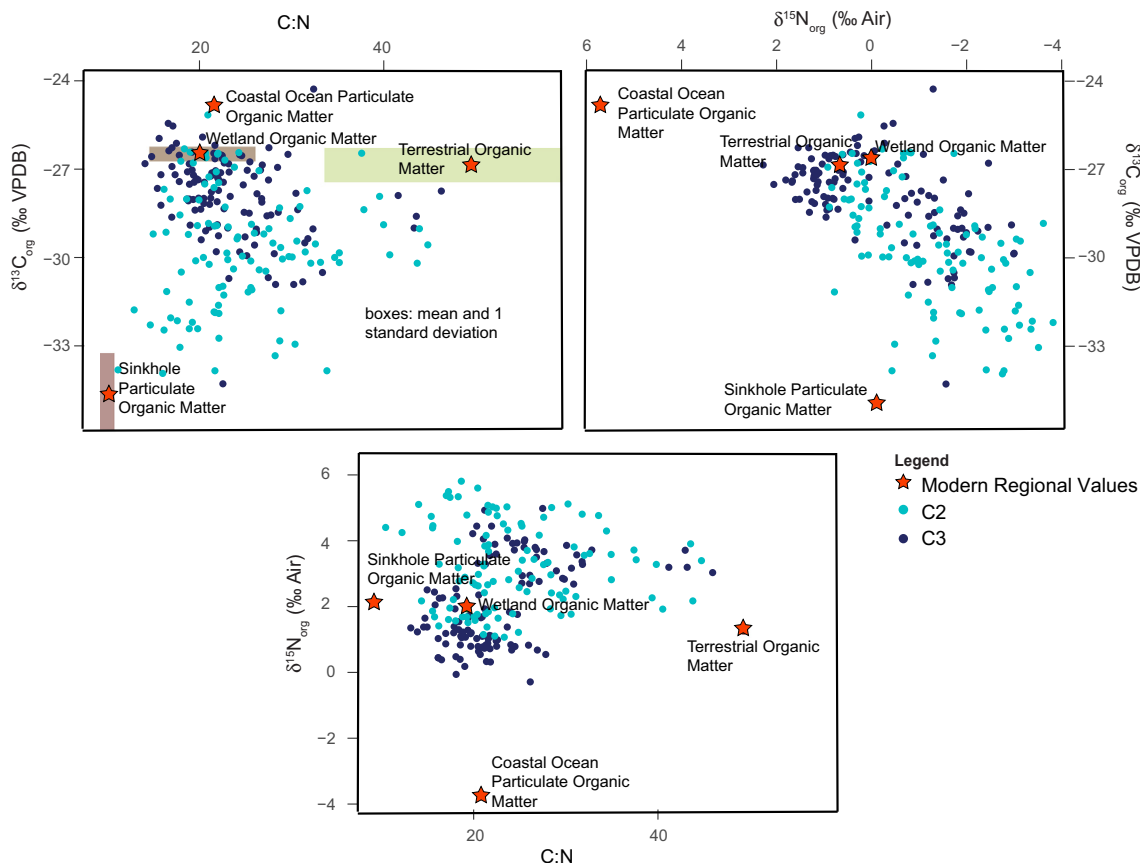 C:N
20
40
−24
−27
−30
−33
δ13Corg (‰ VPDB)
Coastal Ocean Particulate
Organic Matter
Wetland Organic Matter
Terrestrial Organic
Matter
boxes: mean and 1
standard deviation
Sinkhole
Particulate
Organic Matter
δ15Norg (‰ Air)
6
4
2
0
−2
−4
−24
−27
−30
−33
δ13Corg (‰ VPDB)
Coastal Ocean
Particulate Organic
Matter
Terrestrial Organic
Matter
Wetland Organic Matter
Sinkhole Particulate
Organic Matter
6
4
2
0
−2
−4
δ15Norg (‰ Air)
Sinkhole Particulate
Organic Matter
Wetland Organic Matter
Terrestrial Organic
Matter
Coastal Ocean
Particulate Organic
Matter
20
40
C:N
Legend
Modern Regional Values
C2
C3